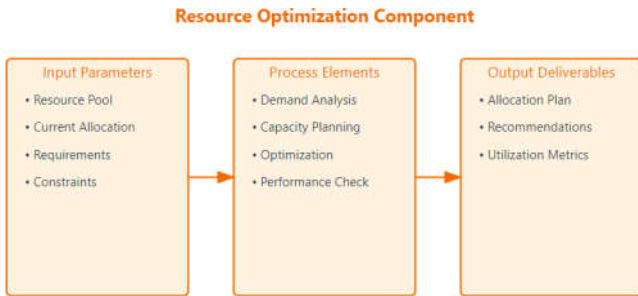 Resource Optimization Component
Input Parameters
• Resource Pool
• Current Allocation
• Requirements
• Constraints
Process Elements
• Demand Analysis
• Capacity Planning
• Optimization
• Performance Check
Output Deliverables
• Allocation Plan
• Recommendations
• Utilization Metrics